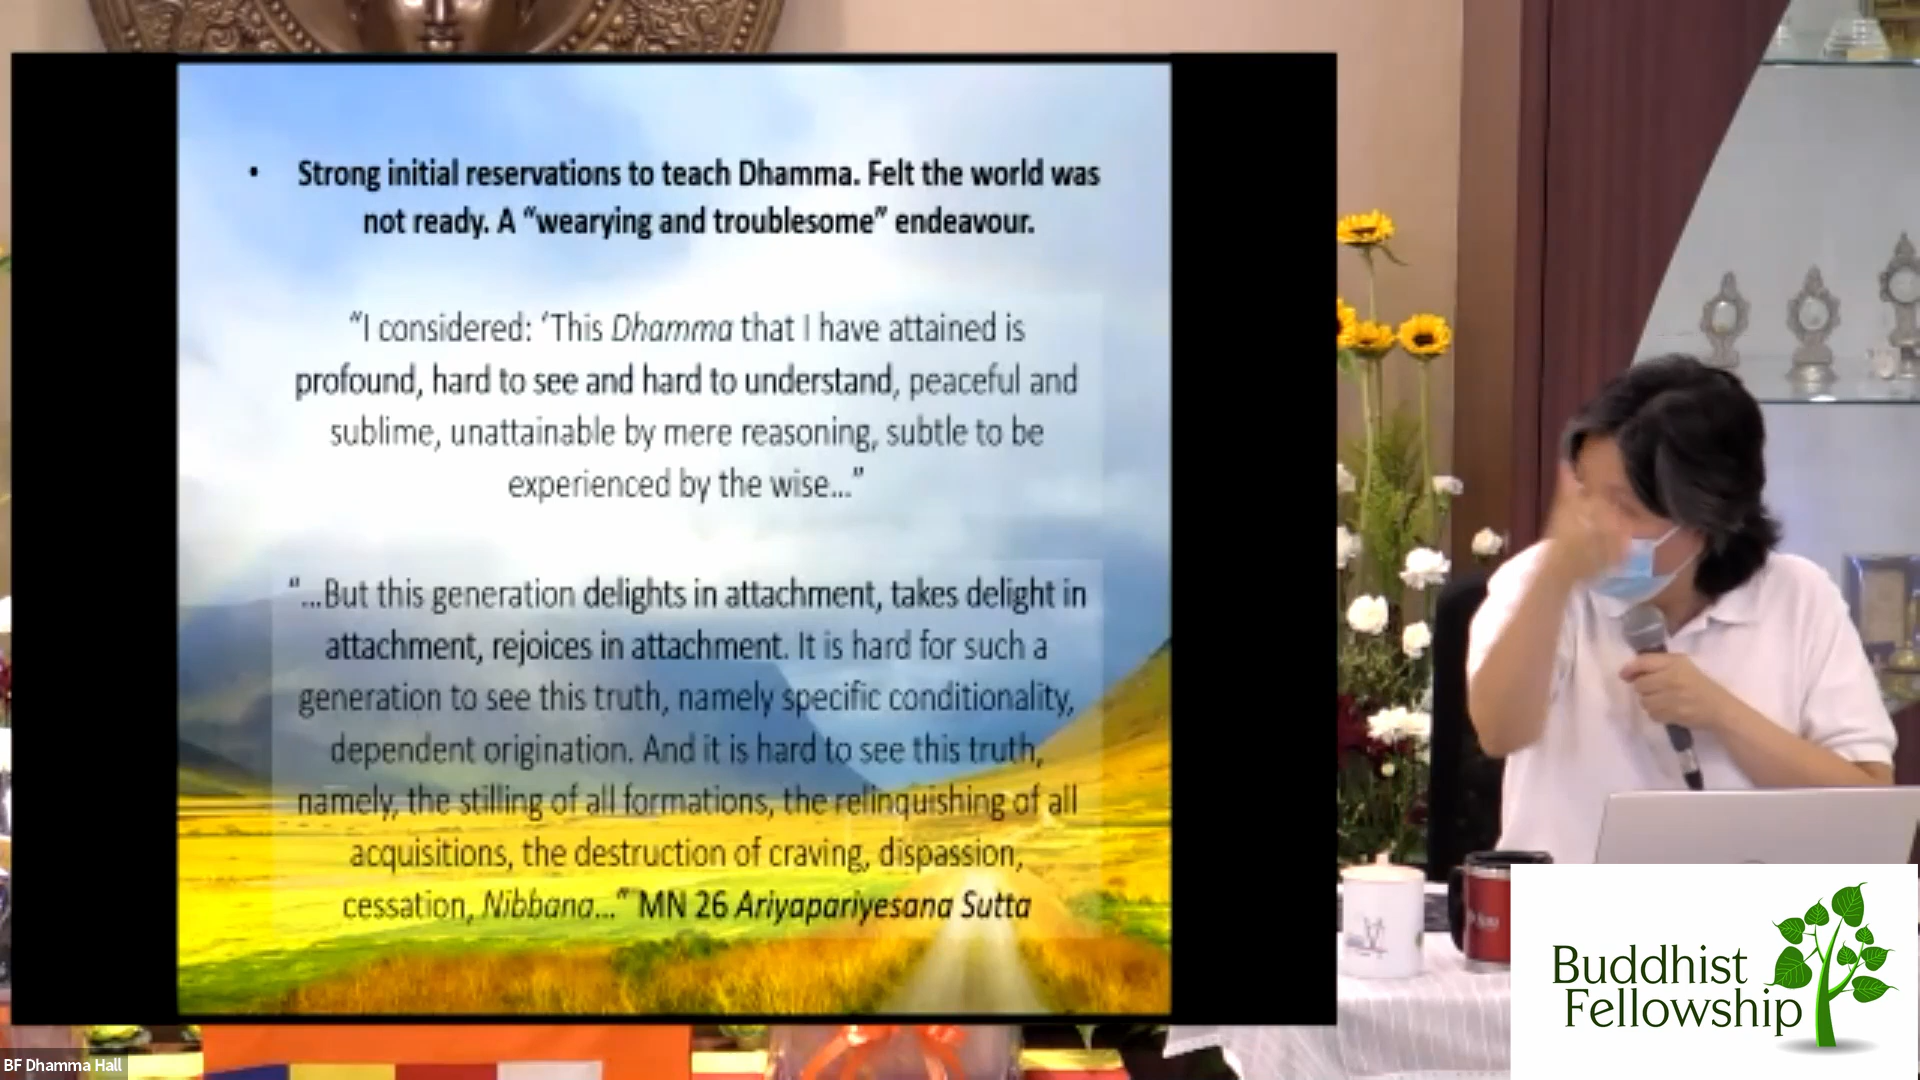 • Strong initial reservations to teach Dhamma. Felt the world was
not ready. A “wearying and troublesome” endeavour.
“I considered: ‘This Dhamma that I have attained is
profound, hard to see and hard to understand, peaceful and
sublime, unattainable by mere reasoning, subtle to be
experienced by the wise...”
“...But this generation delights in attachment, takes delight in
attachment, rejoices in attachment. It is hard for such a
generation to see this truth, namely specific conditionality,
dependent origination. And it is hard to see this truth,
namely, the stilling of all formations, the relinquishing of all
acquisitions, the destruction of craving, dispassion,
cessation, Nibbana...” MN 26 Ariyapariyesana Sutta
Buddhist
Fellowship
BF Dhamma Hall